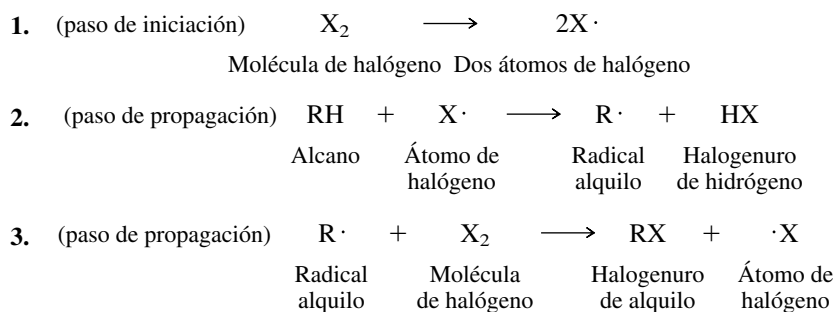 1. (paso de iniciación) X₂ ⟶ 2X·
Molécula de halógeno Dos átomos de halógeno
2. (paso de propagación) RH + X· ⟶ R· + HX
Alcano Átomo de Radical Halogenuro
halógeno alquilo de hidrógeno
3. (paso de propagación) R· + X₂ ⟶ RX + ·X
Radical Molécula Halogenuro Átomo de
alquilo de halógeno de alquilo halógeno